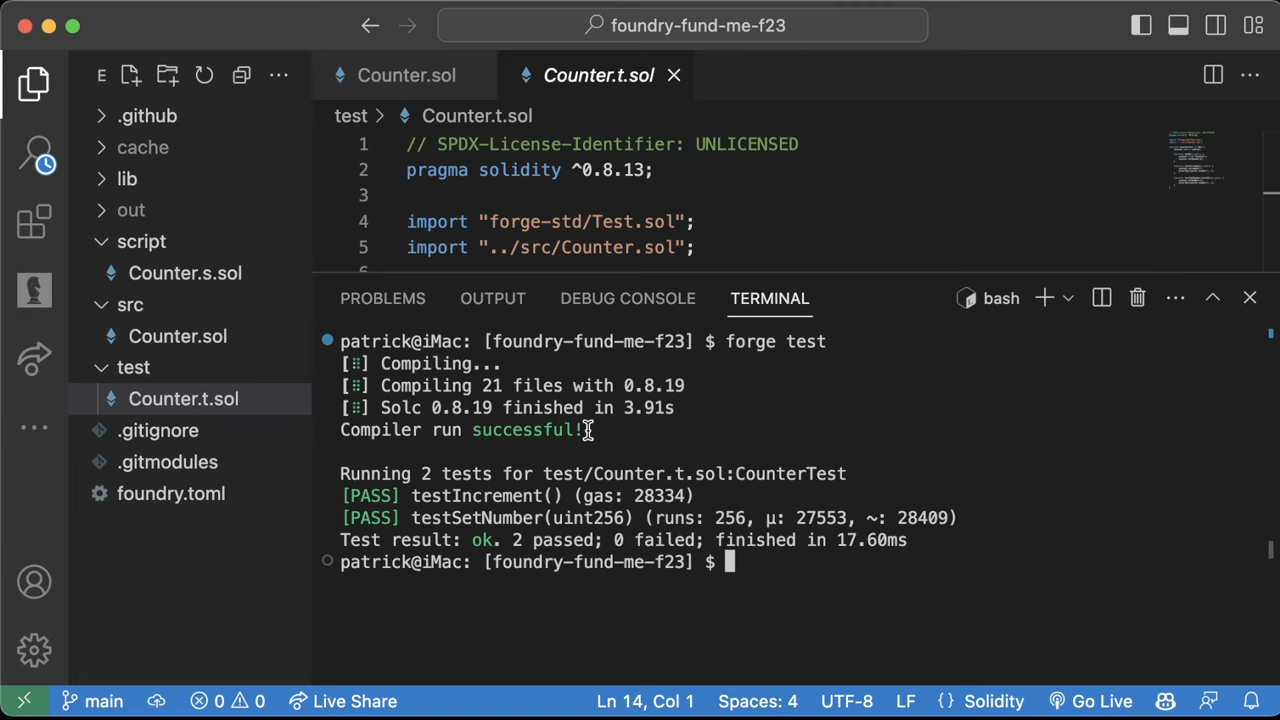 foundry-fund-me-f23
E
Counter.sol
Counter.t.sol
.github
cache
lib
out
script
Counter.s.sol
src
Counter.sol
test
Counter.t.sol
.gitignore
.gitmodules
foundry.toml
test > Counter.t.sol
1 // SPDX-License-Identifier: UNLICENSED
2 pragma solidity ^0.8.13;
3
4 import "forge-std/Test.sol";
5 import "../src/Counter.sol";
PROBLEMS OUTPUT DEBUG CONSOLE TERMINAL bash
patrick@iMac: [foundry-fund-me-f23] $ forge test
[⠿] Compiling...
[⠿] Compiling 21 files with 0.8.19
[⠿] Solc 0.8.19 finished in 3.91s
Compiler run successful!
Running 2 tests for test/Counter.t.sol:CounterTest
[PASS] testIncrement() (gas: 28334)
[PASS] testSetNumber(uint256) (runs: 256, μ: 27553, ~: 28409)
Test result: ok. 2 passed; 0 failed; finished in 17.60ms
patrick@iMac: [foundry-fund-me-f23] $
main 0 0 Live Share Ln 14, Col 1 Spaces: 4 UTF-8 LF {} Solidity Go Live